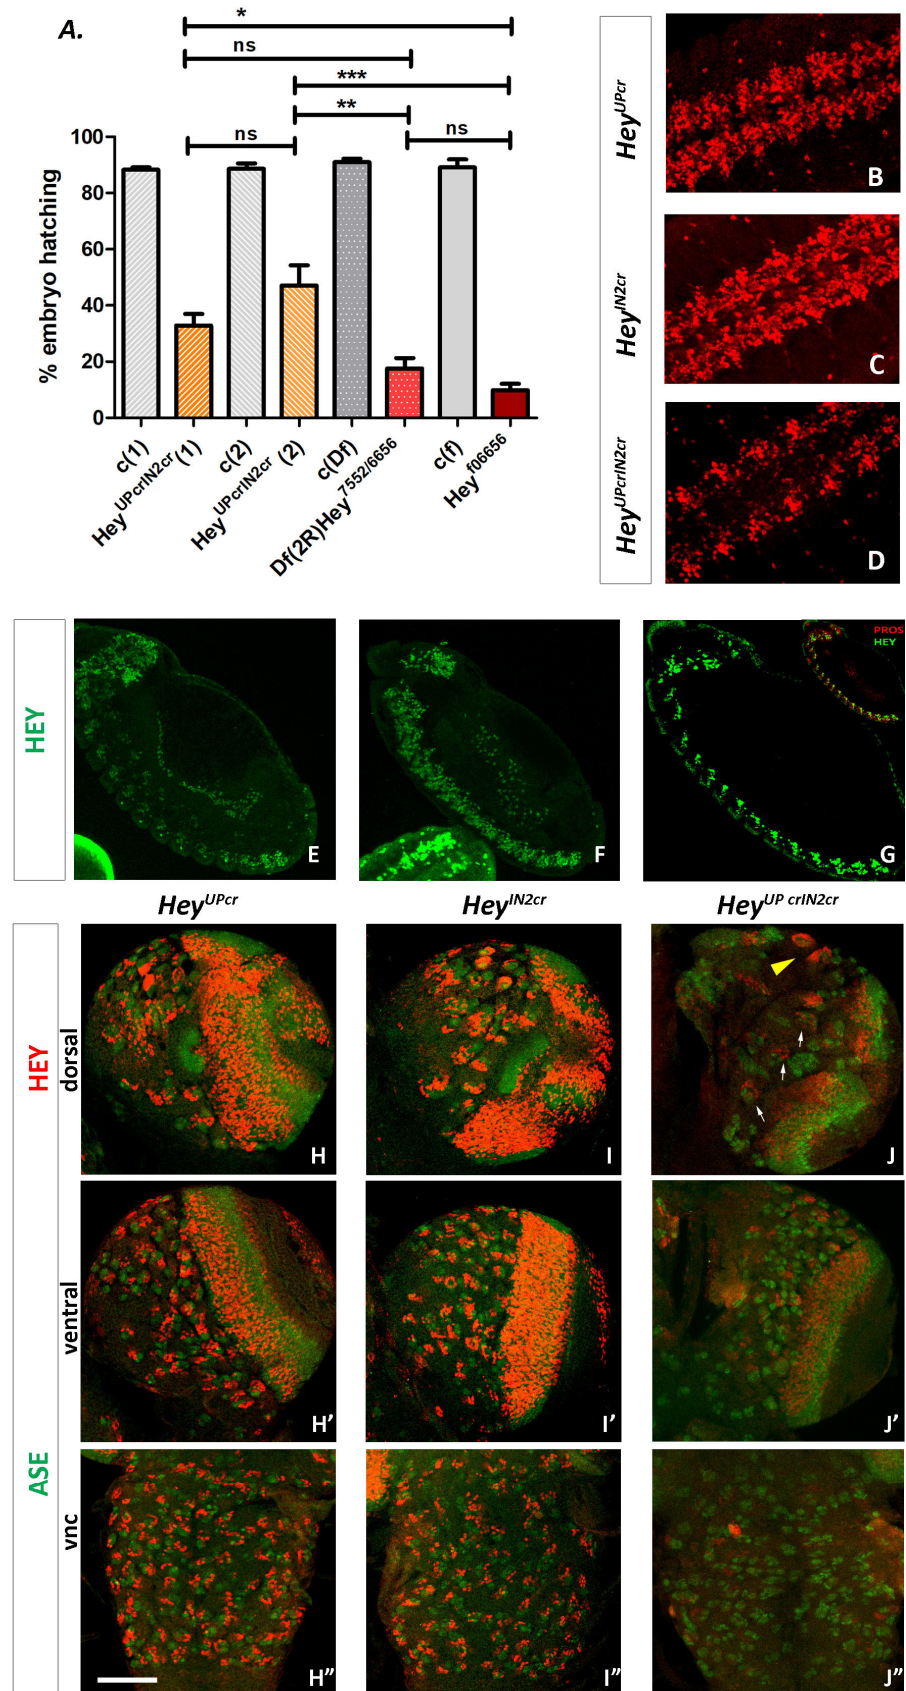 A.
*
ns
***
**
ns
ns
% embryo hatching
100
80
60
40
20
0
c(1)
Hey^UPcrIN2cr (1)
c(2)
Hey^UPcrIN2cr (2)
c(Df)
Df(2R)Hey^7552/6656
c(f)
Hey^f06656
Hey^UPcr
B
Hey^IN2cr
C
Hey^UPcrIN2cr
D
HEY
E
F
PROS
HEY
G
Hey^UPcr
Hey^IN2cr
Hey^UP crIN2cr
HEY
ASE
dorsal
H
I
J
ventral
H'
I'
J'
vnc
H"
I"
J"